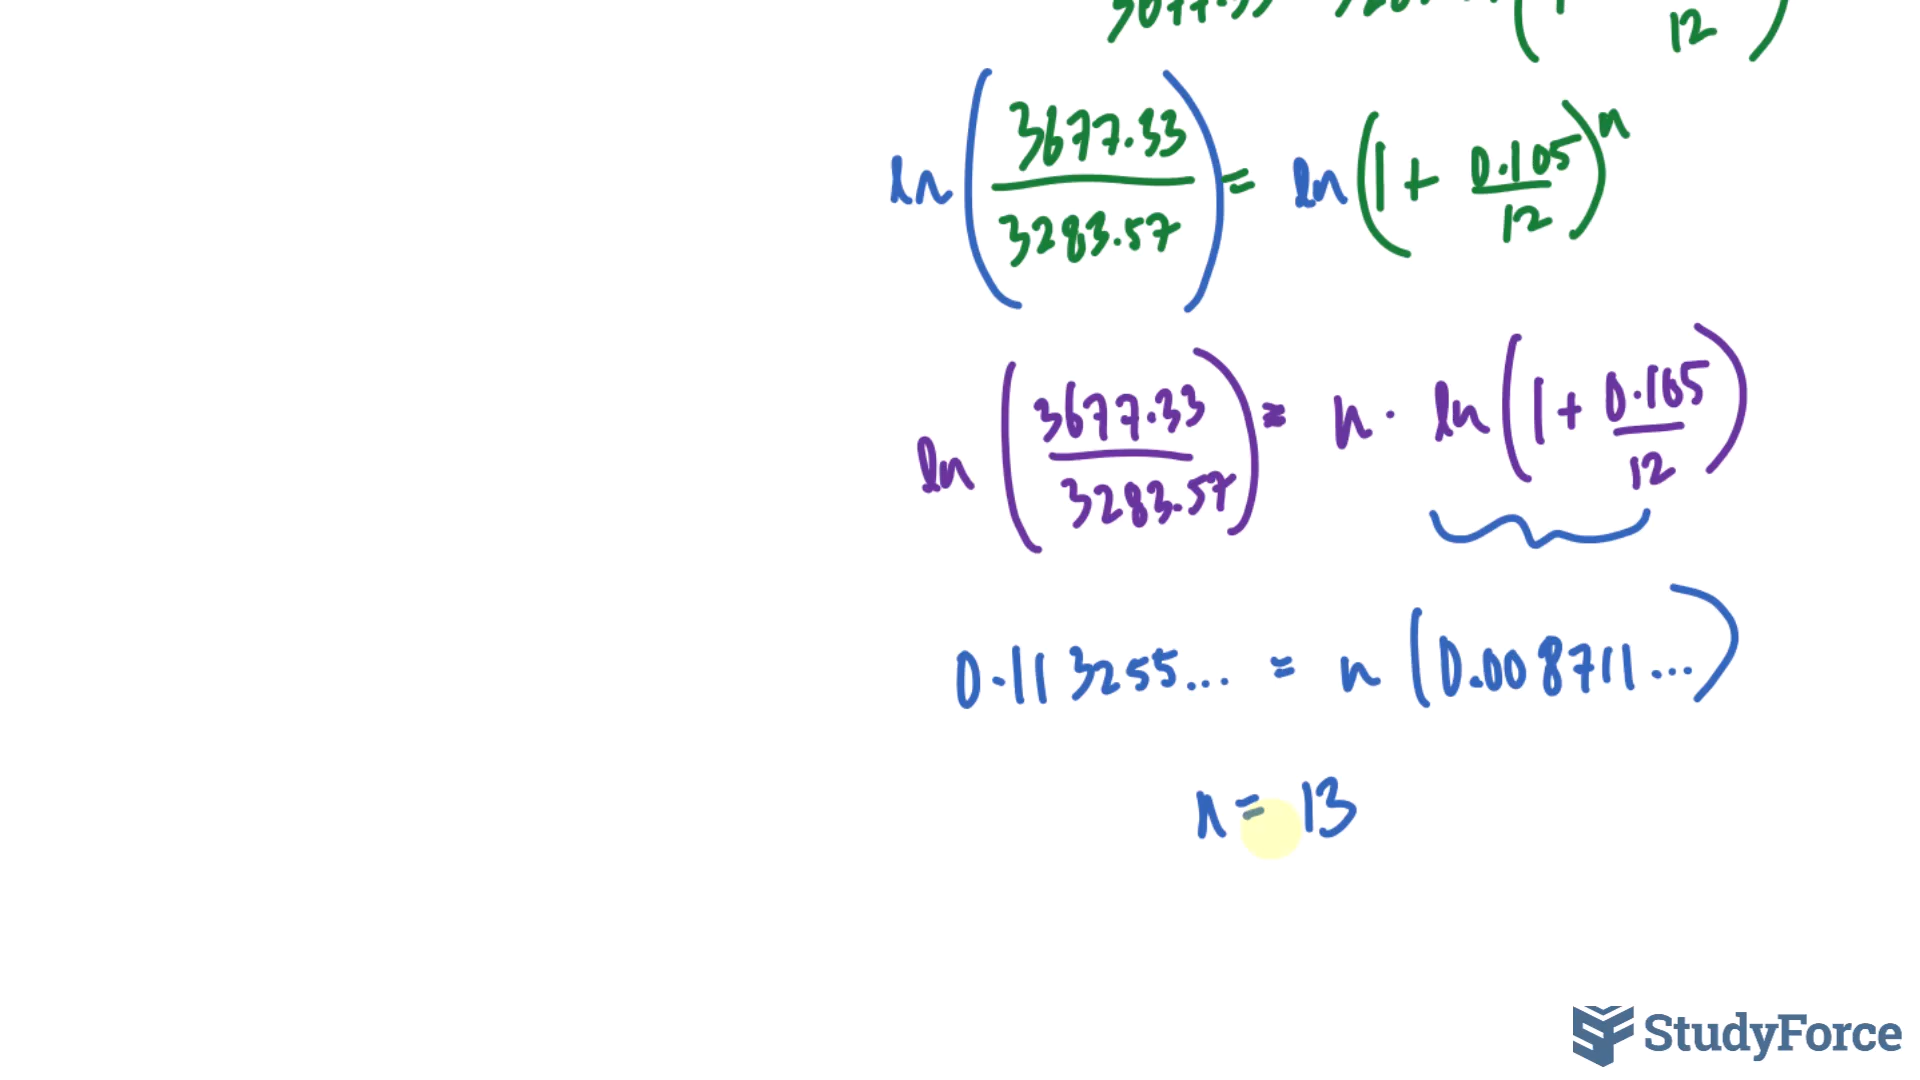 12
ln(3677.33/3283.57) = ln(1 + 0.105/12)^n
ln(3677.33/3283.57) = n · ln(1 + 0.105/12)
0.113255... = n(0.008711...)
n = 13
StudyForce